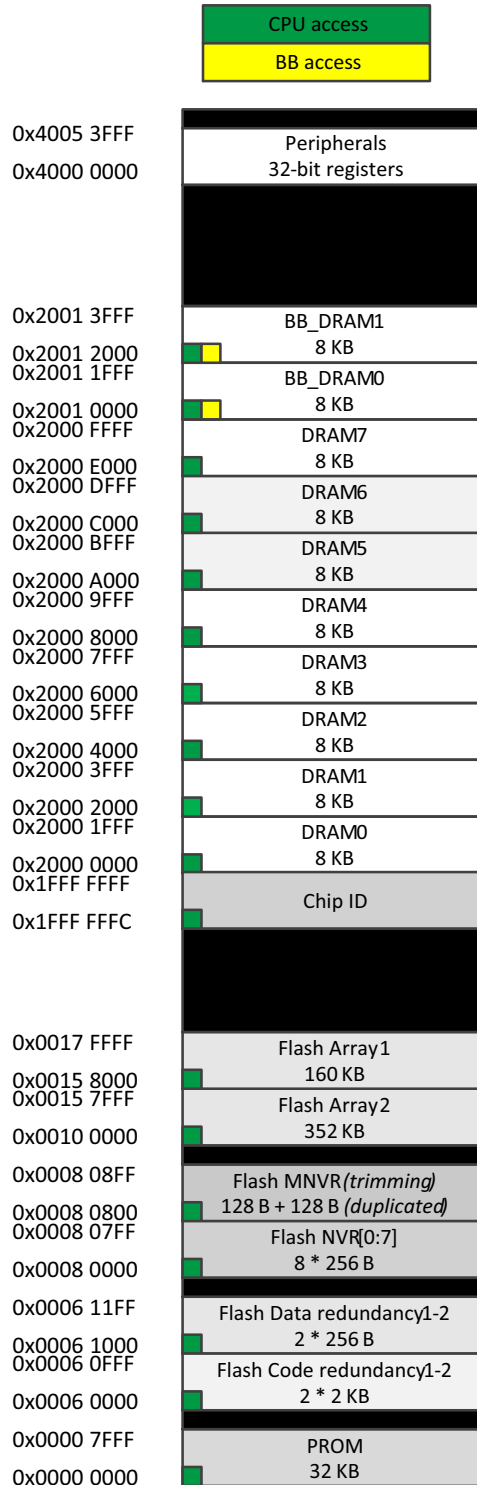 CPU access
BB access
0x4005 3FFF
Peripherals
0x4000 0000
32-bit registers
0x2001 3FFF
BB_DRAM1
8 KB
0x2001 2000
0x2001 1FFF
BB_DRAM0
8 KB
0x2001 0000
0x2000 FFFF
DRAM7
8 KB
0x2000 E000
0x2000 DFFF
DRAM6
8 KB
0x2000 C000
0x2000 BFFF
DRAM5
8 KB
0x2000 A000
0x2000 9FFF
DRAM4
8 KB
0x2000 8000
0x2000 7FFF
DRAM3
8 KB
0x2000 6000
0x2000 5FFF
DRAM2
8 KB
0x2000 4000
0x2000 3FFF
DRAM1
8 KB
0x2000 2000
0x2000 1FFF
DRAM0
8 KB
0x2000 0000
0x1FFF FFFF
Chip ID
0x1FFF FFFC
0x0017 FFFF
Flash Array1
160 KB
0x0015 8000
0x0015 7FFF
Flash Array2
352 KB
0x0010 0000
0x0008 08FF
Flash MNVR (trimming)
128 B + 128 B (duplicated)
0x0008 0800
0x0008 07FF
Flash NVR[0:7]
8 * 256 B
0x0008 0000
0x0006 11FF
Flash Data redundancy1-2
2 * 256 B
0x0006 1000
0x0006 0FFF
Flash Code redundancy1-2
2 * 2 KB
0x0006 0000
0x0000 7FFF
PROM
32 KB
0x0000 0000